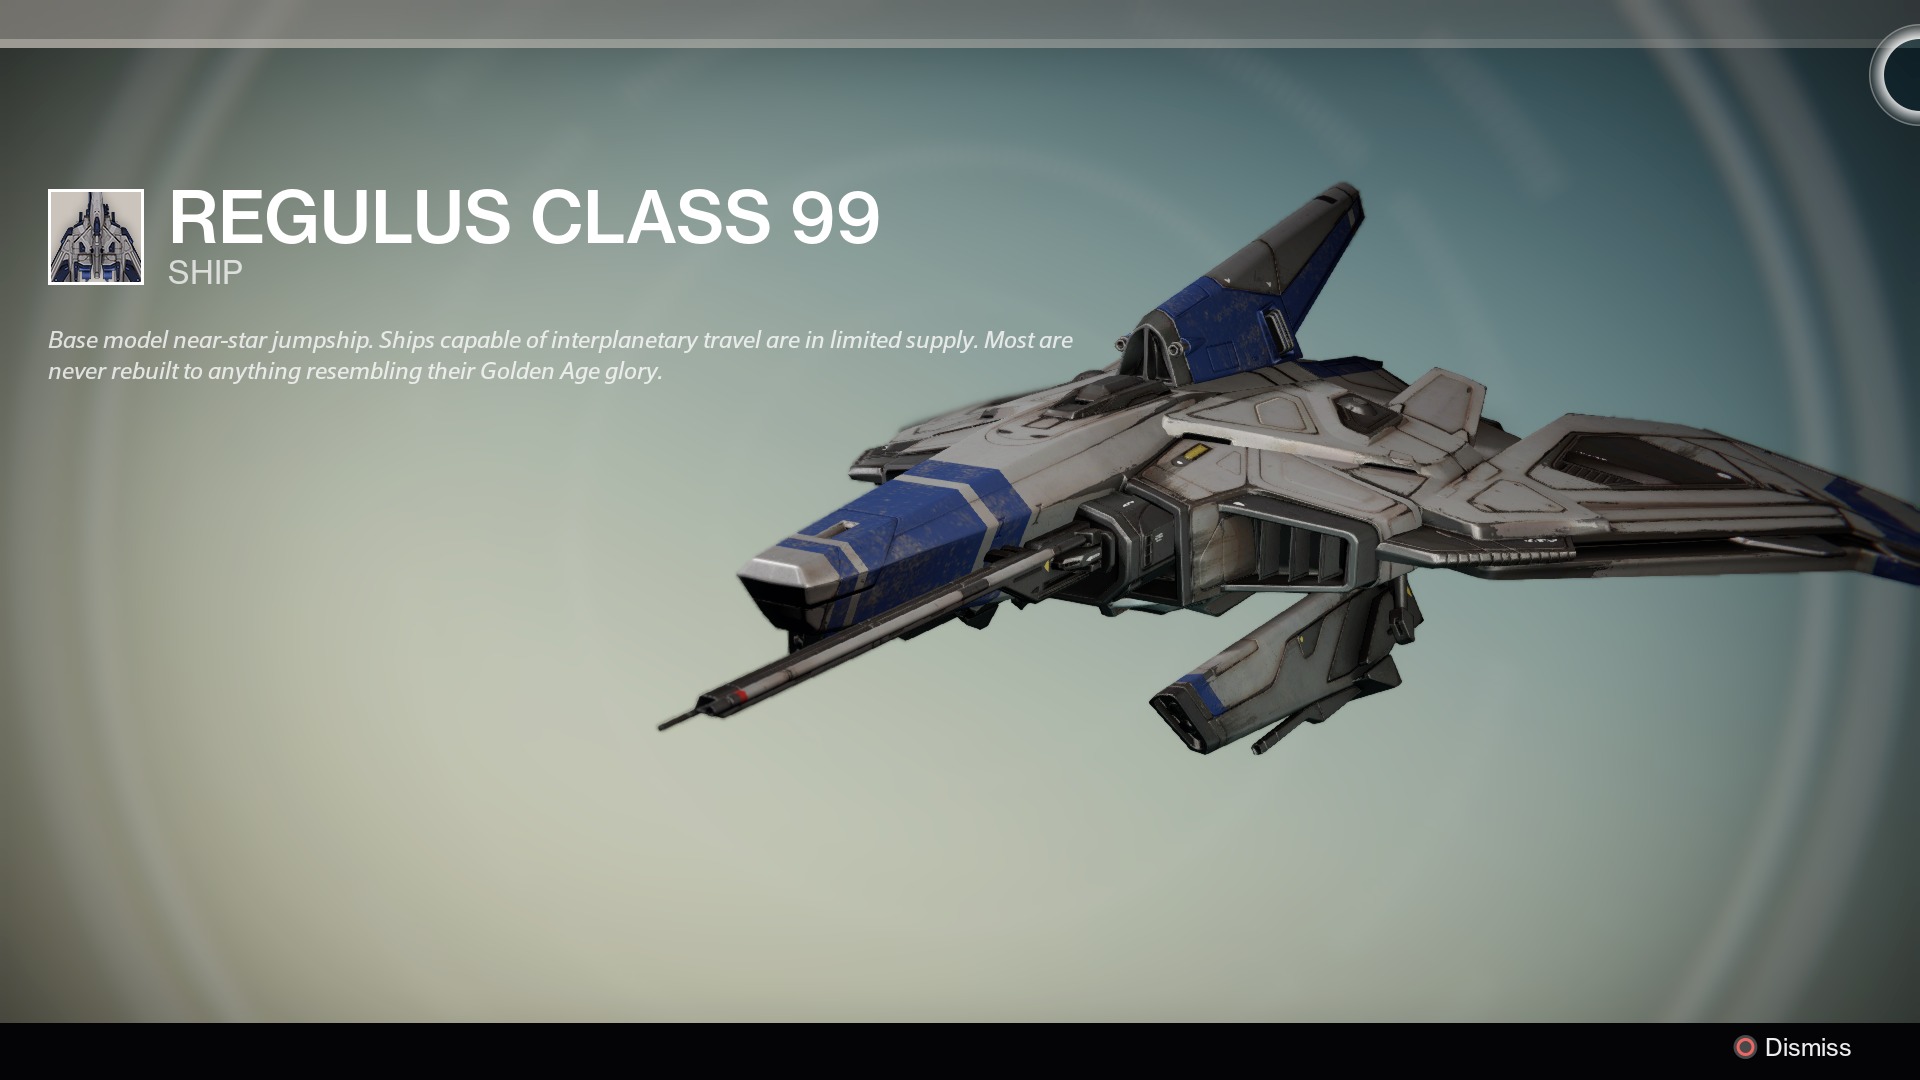 REGULUS CLASS 99
SHIP
Base model near-star jumpship. Ships capable of interplanetary travel are in limited supply. Most are
never rebuilt to anything resembling their Golden Age glory.
Dismiss